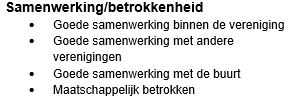 Samenwerking/betrokkenheid
• Goede samenwerking binnen de vereniging
• Goede samenwerking met andere
verenigingen
• Goede samenwerking met de buurt
• Maatschappelijk betrokken